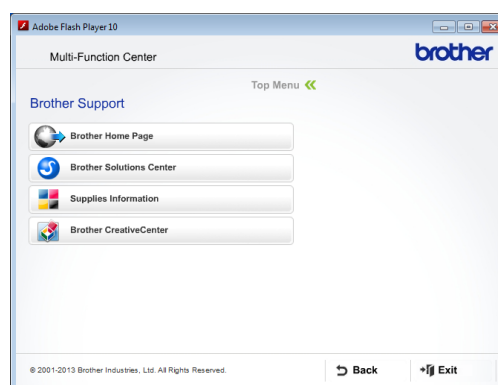 Adobe Flash Player 10
Multi-Function Center
brother
Top Menu
Brother Support
Brother Home Page
Brother Solutions Center
Supplies Information
Brother CreativeCenter
© 2001-2013 Brother Industries, Ltd. All Rights Reserved.
Back
Exit